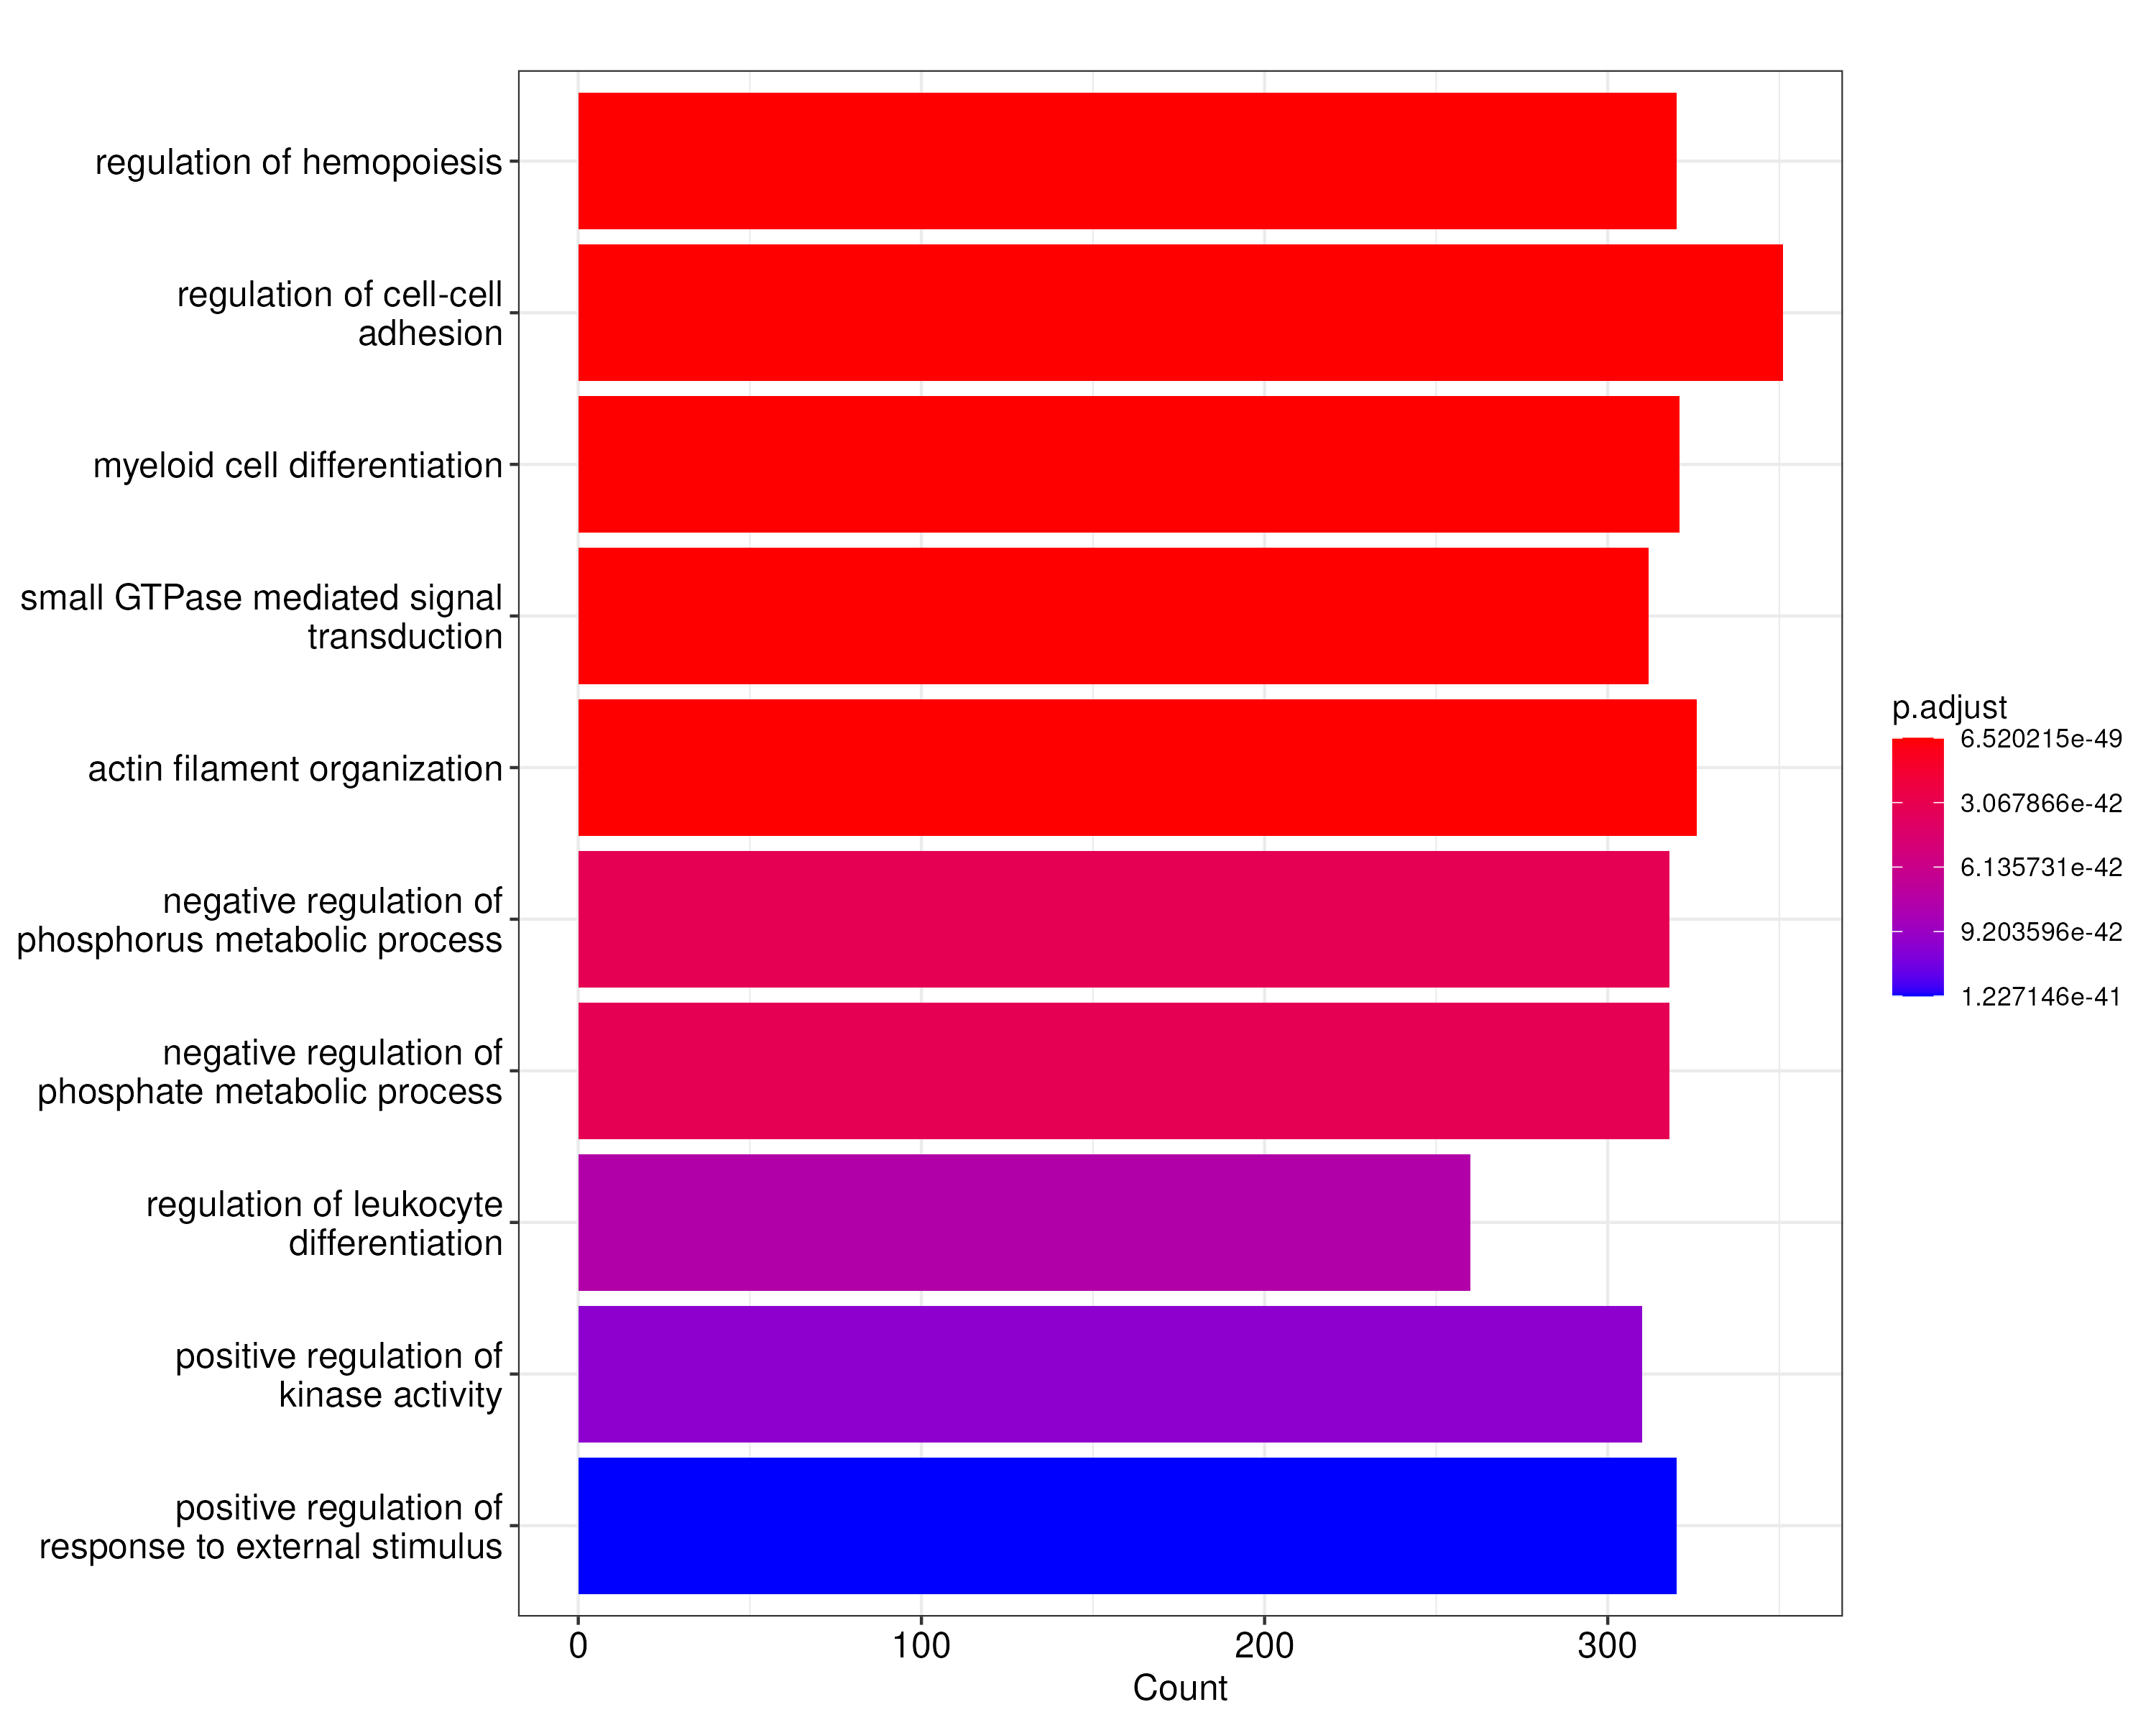 regulation of hemopoiesis
regulation of cell-cell
adhesion
myeloid cell differentiation
small GTPase mediated signal
transduction
actin filament organization
negative regulation of
phosphorus metabolic process
negative regulation of
phosphate metabolic process
regulation of leukocyte
differentiation
positive regulation of
kinase activity
positive regulation of
response to external stimulus
0
100
200
300
Count
p.adjust
6.520215e-49
3.067866e-42
6.135731e-42
9.203596e-42
1.227146e-41